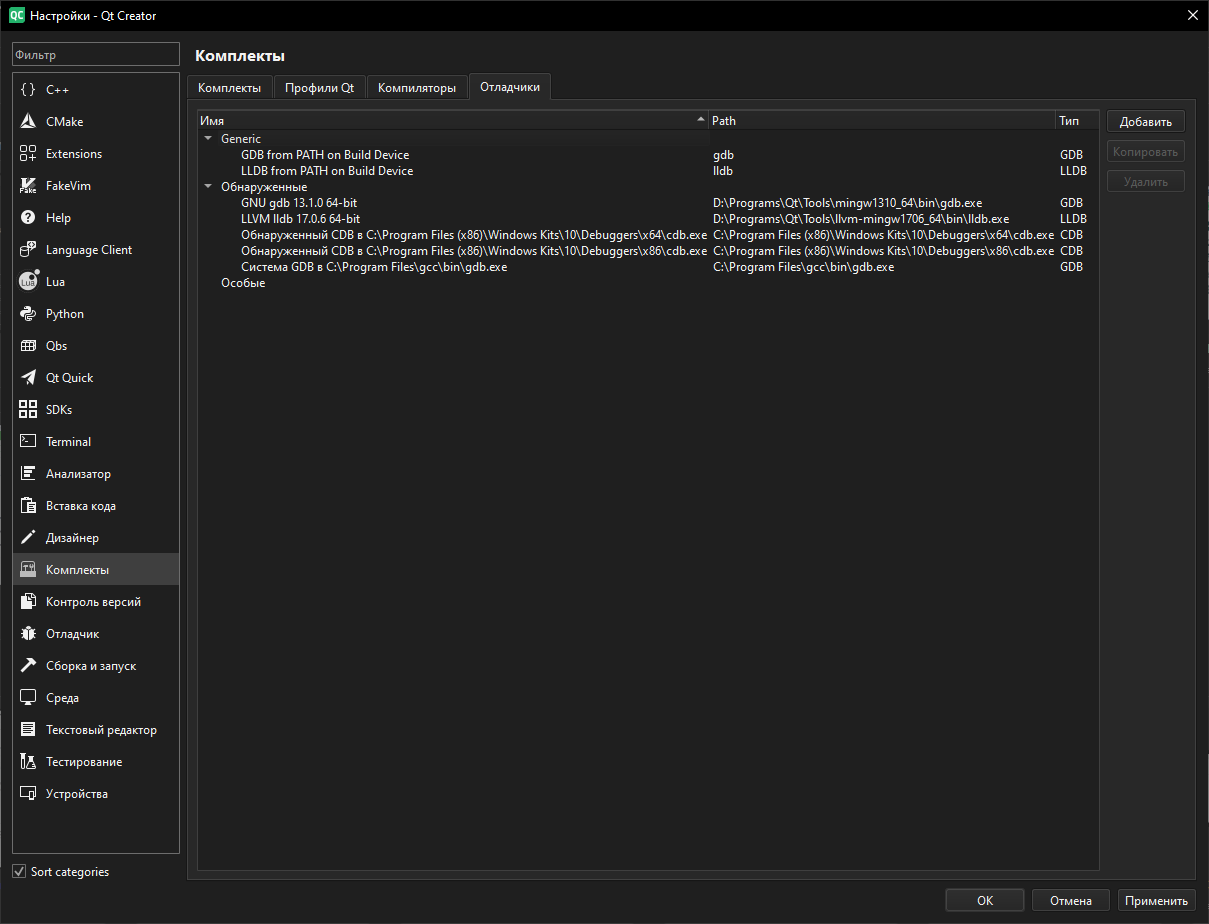 QC Настройки - Qt Creator
Фильтр
{} C++
CMake
Extensions
Fake FakeVim
Help
Language Client
Lua Lua
Python
Qbs
Qt Quick
SDKs
Terminal
Анализатор
Вставка кода
Дизайнер
Комплекты
Контроль версий
Отладчик
Сборка и запуск
Среда
Текстовый редактор
Тестирование
Устройства
Sort categories
Комплекты
Комплекты Профили Qt Компиляторы Отладчики
Имя Path Тип
Generic
GDB from PATH on Build Device gdb GDB
LLDB from PATH on Build Device lldb LLDB
Обнаруженные
GNU gdb 13.1.0 64-bit D:\Programs\Qt\Tools\mingw1310_64\bin\gdb.exe GDB
LLVM lldb 17.0.6 64-bit D:\Programs\Qt\Tools\llvm-mingw1706_64\bin\lldb.exe LLDB
Обнаруженный CDB в C:\Program Files (x86)\Windows Kits\10\Debuggers\x64\cdb.exe C:\Program Files (x86)\Windows Kits\10\Debuggers\x64\cdb.exe CDB
Обнаруженный CDB в C:\Program Files (x86)\Windows Kits\10\Debuggers\x86\cdb.exe C:\Program Files (x86)\Windows Kits\10\Debuggers\x86\cdb.exe CDB
Система GDB в C:\Program Files\gcc\bin\gdb.exe C:\Program Files\gcc\bin\gdb.exe GDB
Особые
Добавить
Копировать
Удалить
OK Отмена Применить